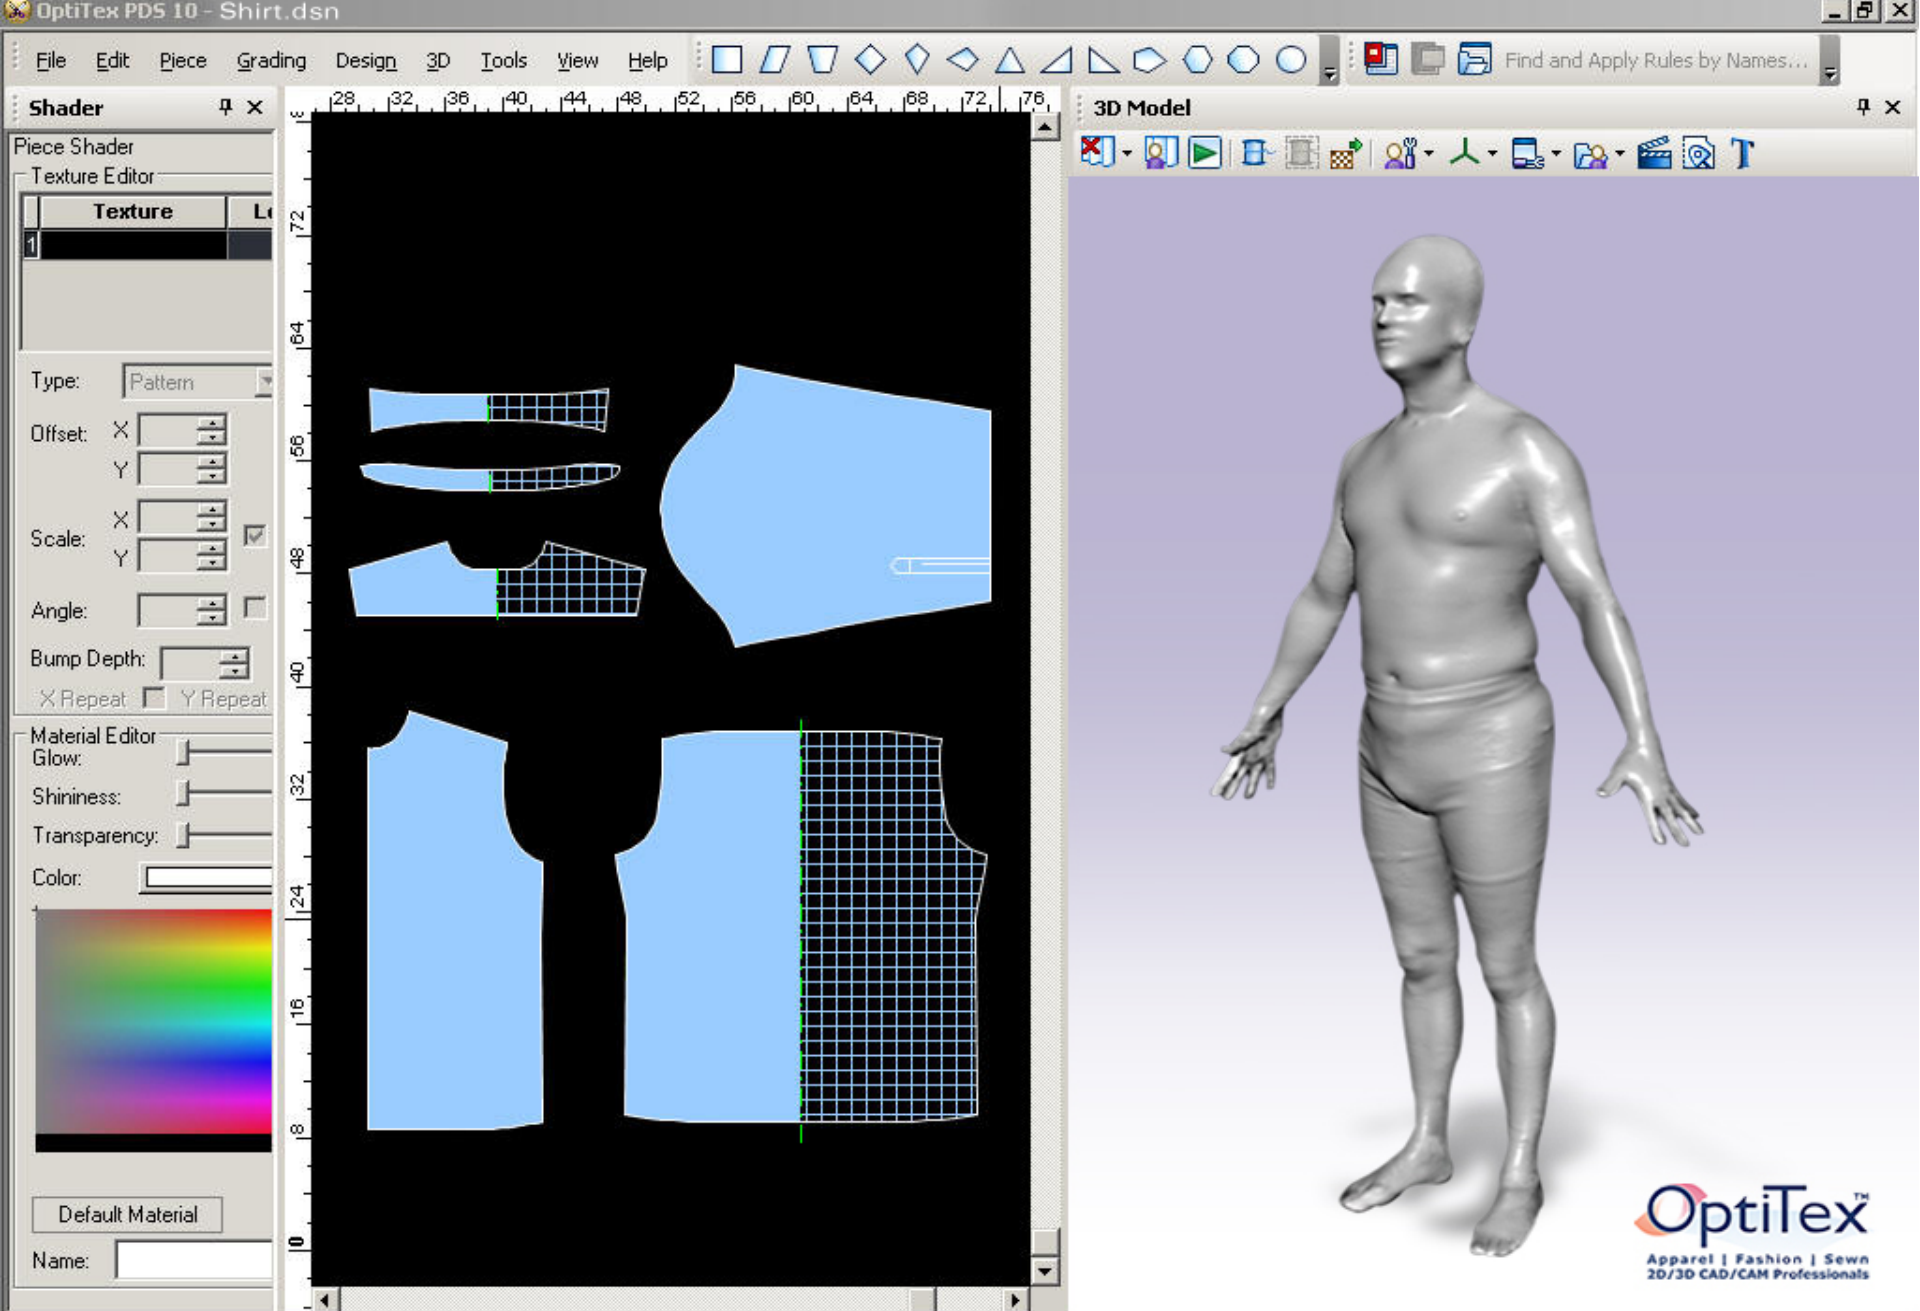 OptiTex PDS 10 - Shirt.dsn
File Edit Piece Grading Design 3D Tools View Help
Find and Apply Rules by Names...
Shader
Piece Shader
Texture Editor
Texture
1
Type: Pattern
Offset: X
Y
Scale: X
Y
Angle:
Bump Depth:
X Repeat Y Repeat
Material Editor
Glow:
Shininess:
Transparency:
Color:
Default Material
Name:
28 32 36 40 44 48 52 56 60 64 68 72 76
72
64
56
48
40
32
24
16
8
0
3D Model
OptiTex™
Apparel | Fashion | Sewn
2D/3D CAD/CAM Professionals